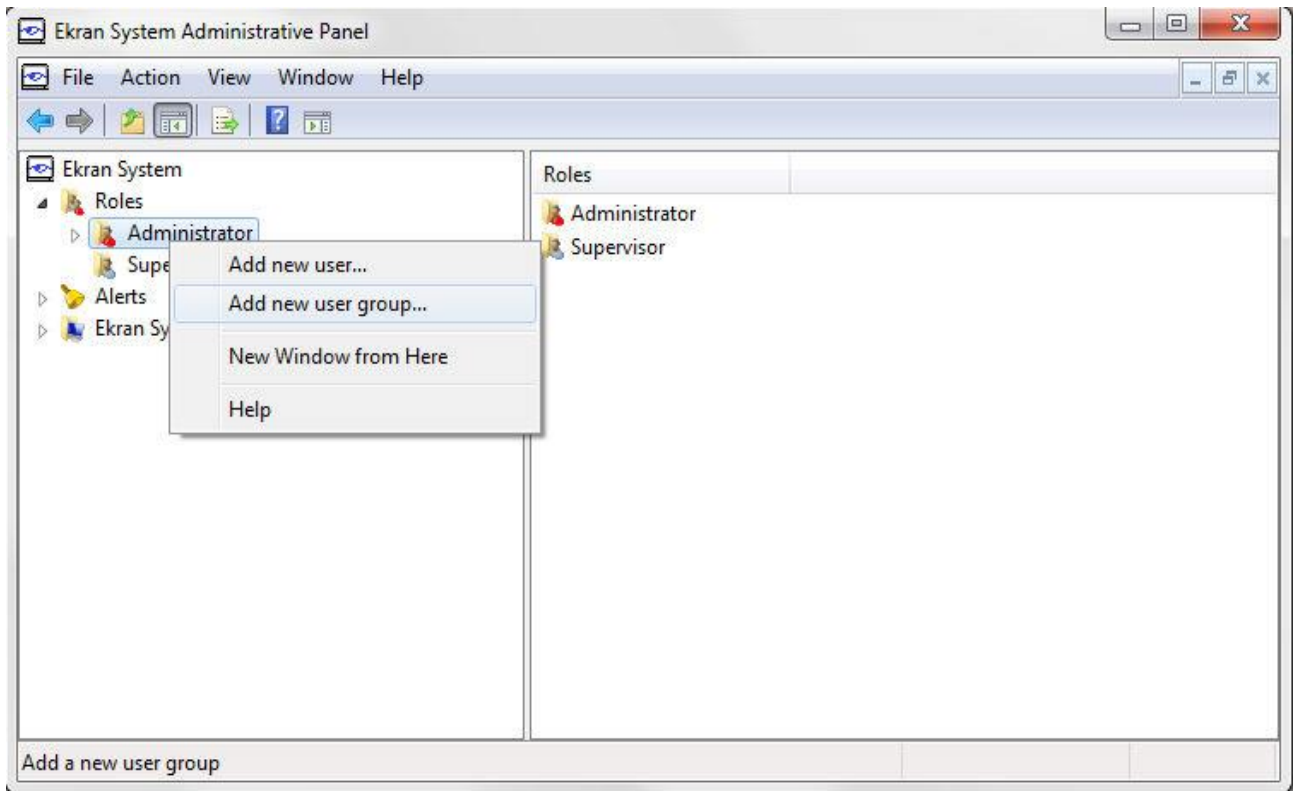 Ekran System Administrative Panel
File Action View Window Help
Ekran System
Roles
Administrator
Supe
Alerts
Ekran Sy
Add new user...
Add new user group...
New Window from Here
Help
Roles
Administrator
Supervisor
Add a new user group